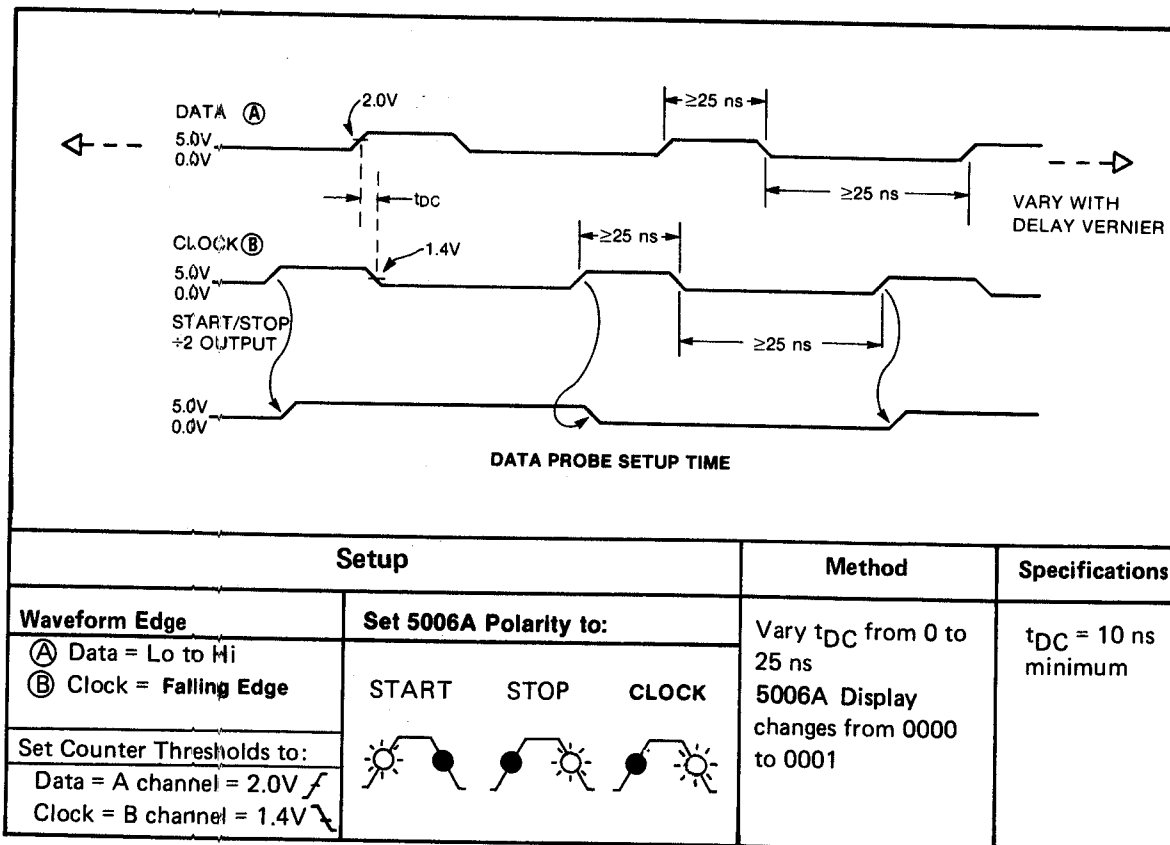 DATA Ⓐ
2.0V
≥25 ns
5.0V
0.0V
≥25 ns
tDC
VARY WITH
DELAY VERNIER
CLOCK Ⓑ
1.4V
≥25 ns
5.0V
0.0V
START/STOP
÷2 OUTPUT
≥25 ns
5.0V
0.0V
DATA PROBE SETUP TIME
Setup
Method
Specifications
Waveform Edge
Ⓐ Data = Lo to Hi
Ⓑ Clock = Falling Edge
Set Counter Thresholds to:
Data = A channel = 2.0V
Clock = B channel = 1.4V
Set 5006A Polarity to:
START STOP CLOCK
Vary tDC from 0 to
25 ns
5006A Display
changes from 0000
to 0001
tDC = 10 ns
minimum